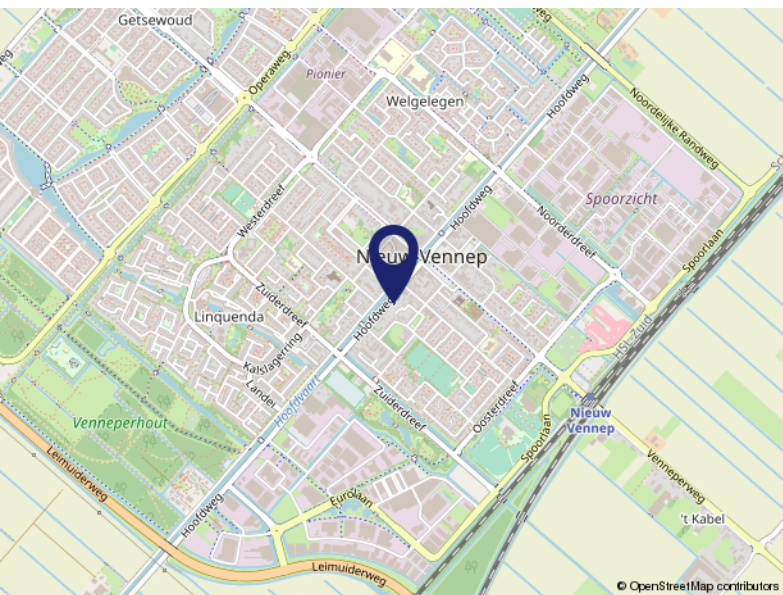 Getsewoud
Operaweg
Pionier
Welgelegen
Hoofdweg
Noordelijke Randweg
Spoorzicht
Westerdreef
Hoofdweg
Noorderdreef
Spoorlaan
Nieuw-Vennep
Hoofdweg
Zuiderdreef
Linquenda
Kalslagerring
Landel
HSL-Zuid
Hoofdvaart
Zuiderdreef
Oosterdreef
Nieuw
Vennep
Spoorlaan
Venneperhout
Leimuiderweg
Venneperweg
Hoofdweg
Eurolaan
't Kabel
Leimuiderweg
© OpenStreetMap contributors